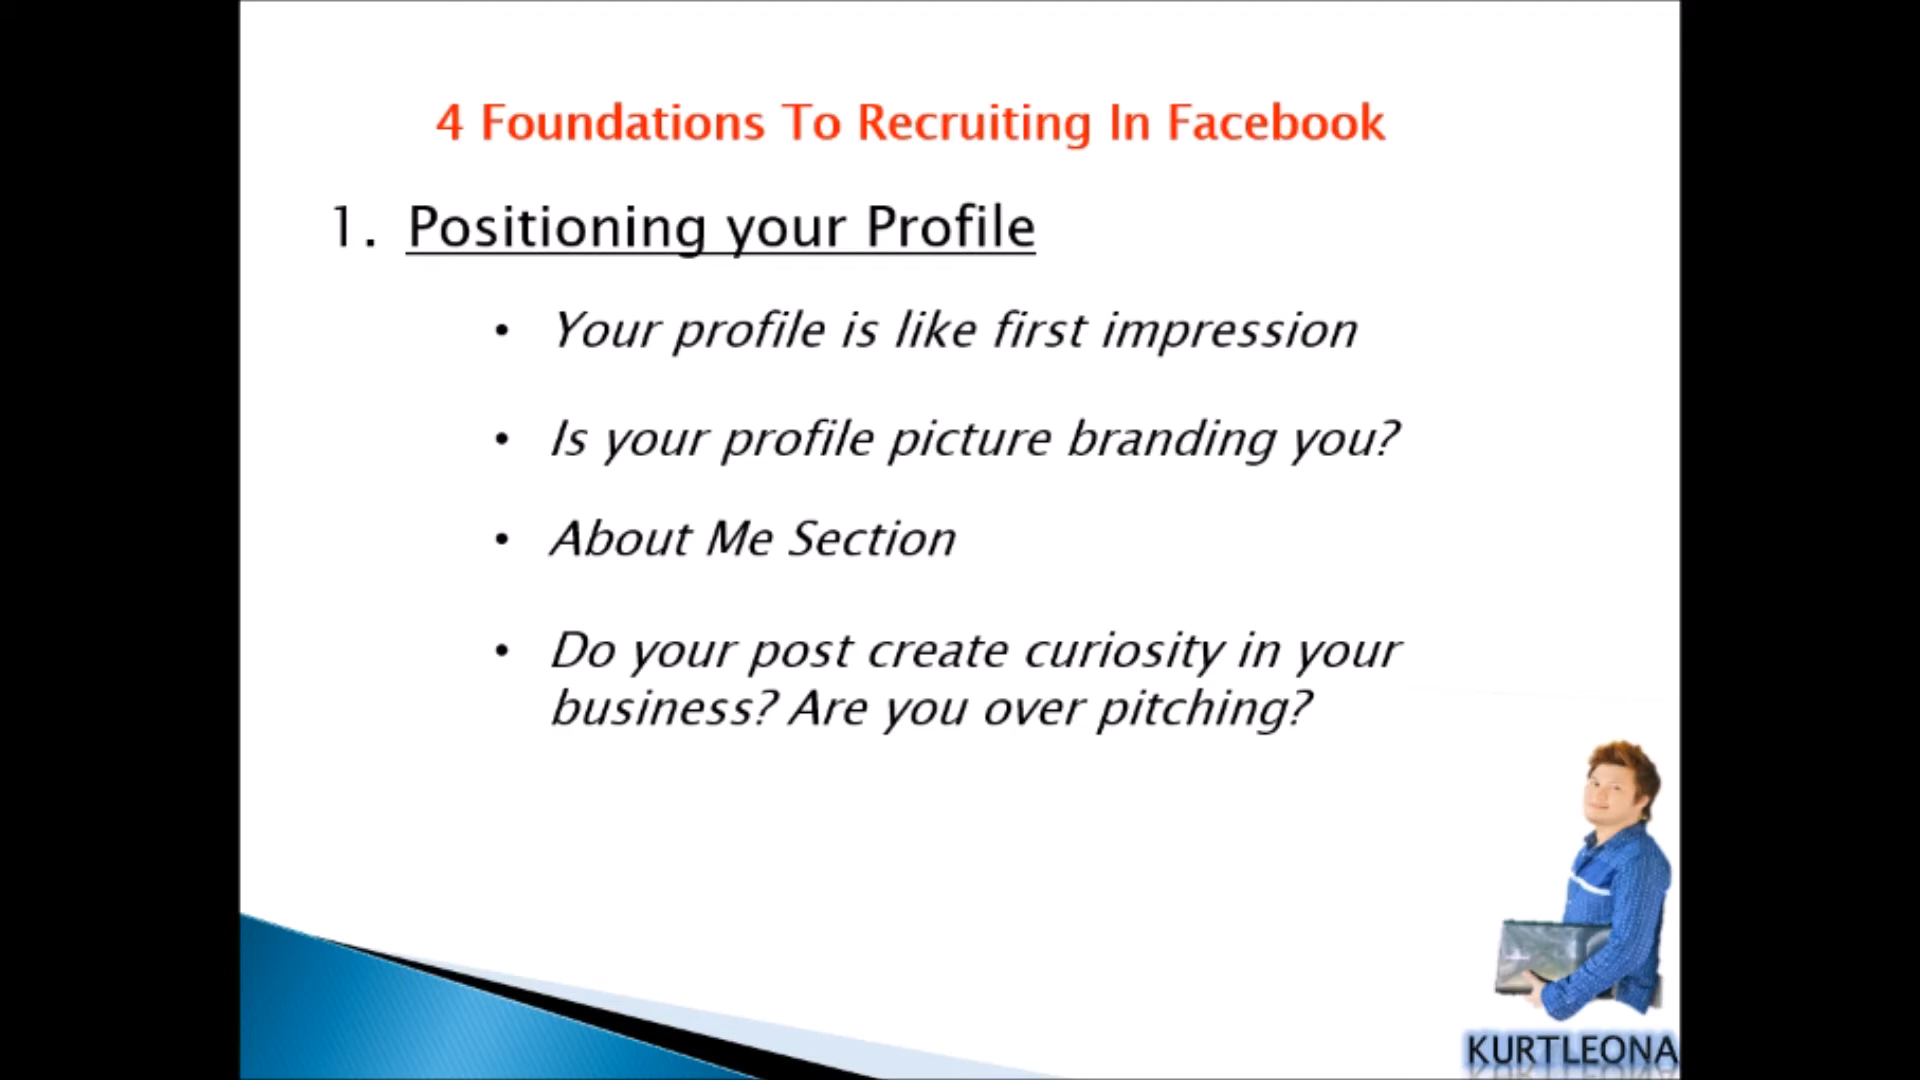 4 Foundations To Recruiting In Facebook
1. Positioning your Profile
• Your profile is like first impression
• Is your profile picture branding you?
• About Me Section
• Do your post create curiosity in your
business? Are you over pitching?
KURTLEONA